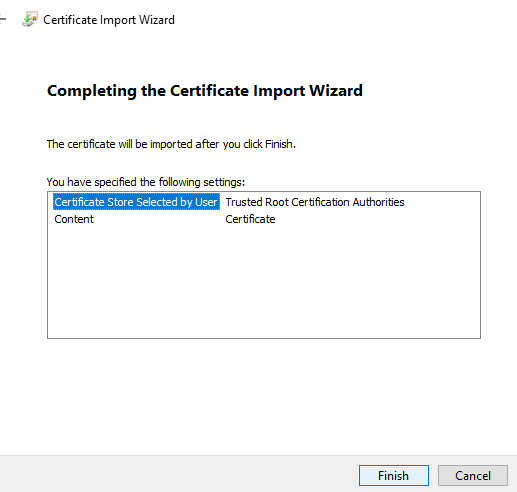 Certificate Import Wizard
Completing the Certificate Import Wizard
The certificate will be imported after you click Finish.
You have specified the following settings:
Certificate Store Selected by User Trusted Root Certification Authorities
Content Certificate
Finish Cancel